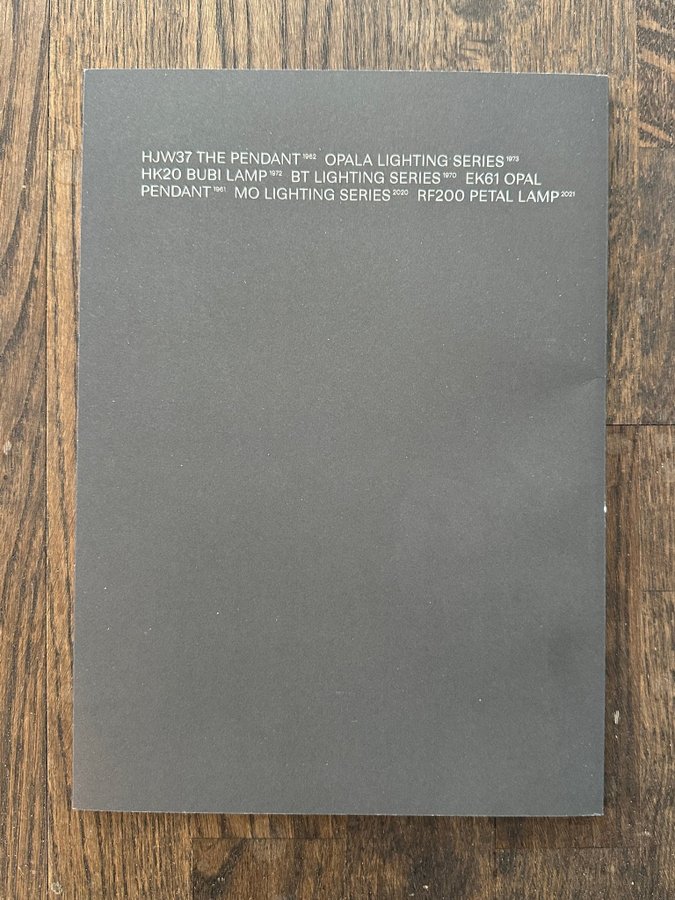 HJW37 THE PENDANT 1962 OPALA LIGHTING SERIES 1973
HK20 BUBI LAMP 1972 BT LIGHTING SERIES 1970 EK61 OPAL
PENDANT 1961 MO LIGHTING SERIES 2020 RF200 PETAL LAMP 2021